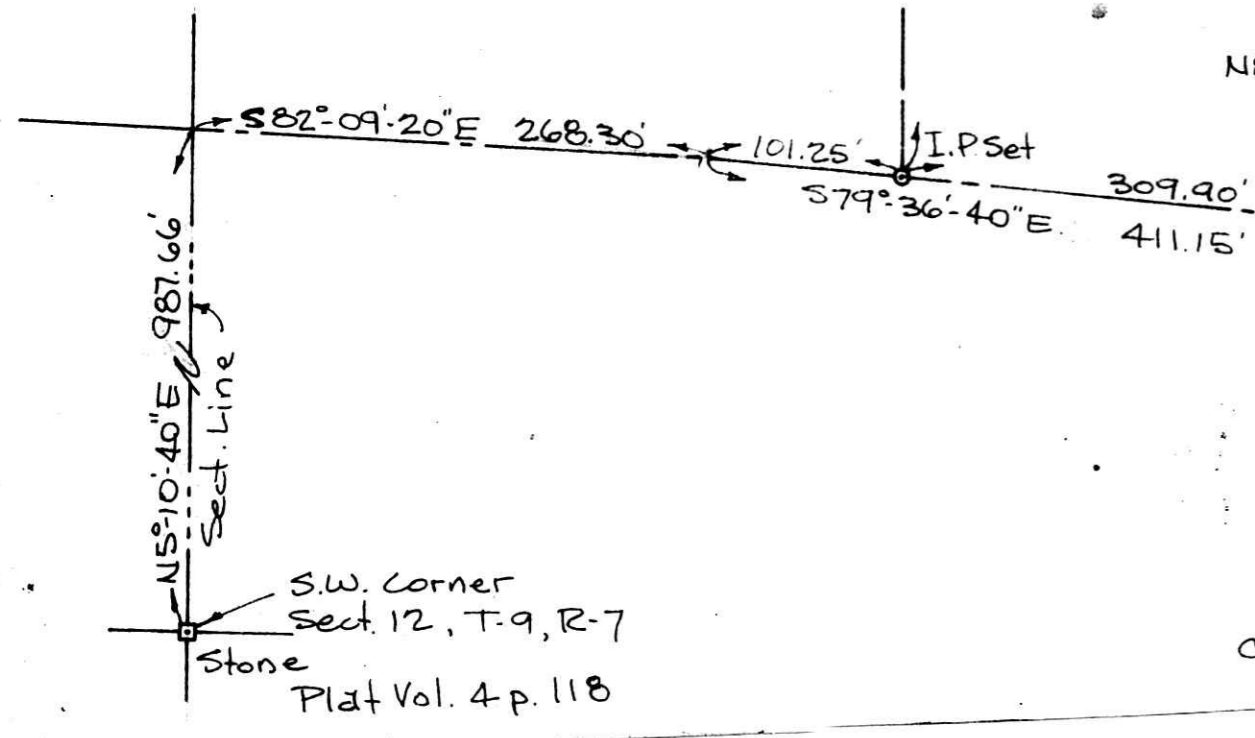 S82°-09'-20"E 268.30'
101.25'
I.P. Set
S79°-36'-40"E.
309.90'
411.15'
N5°-10'-40"E 987.66'
Sect. Line
S.W. Corner
Sect. 12, T-9, R-7
Stone
Plat Vol. 4 p. 118